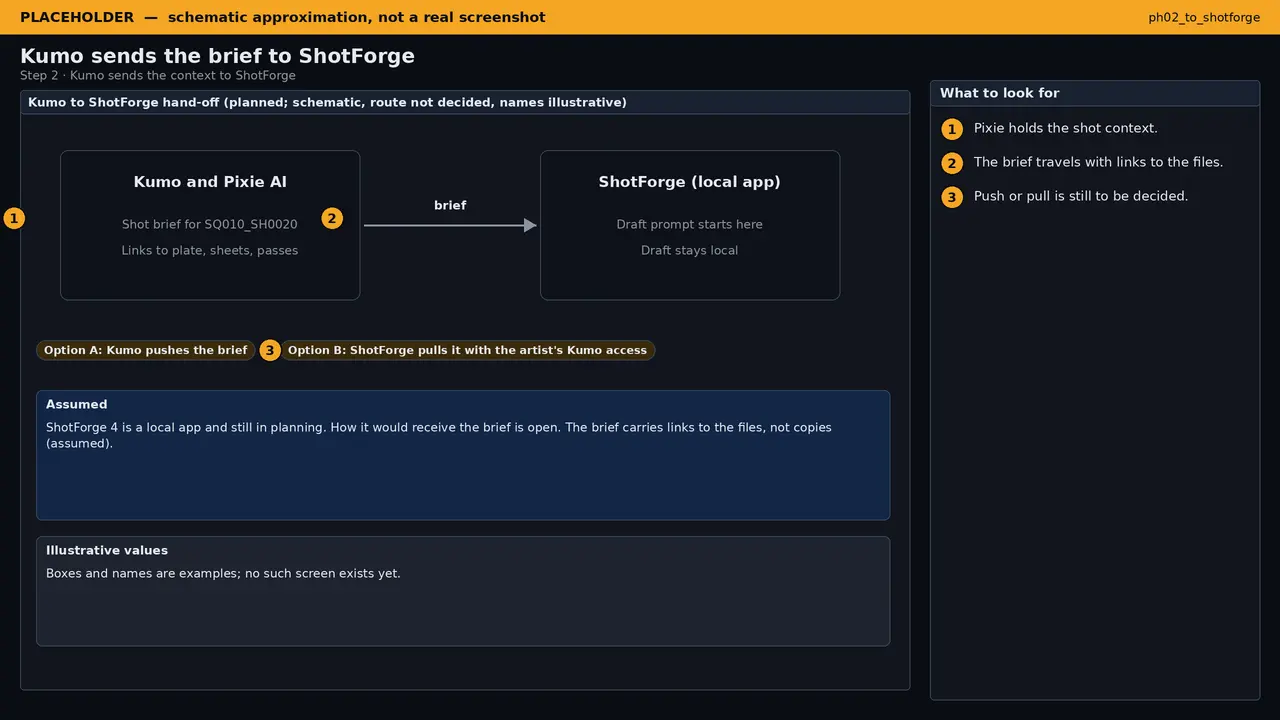 PLACEHOLDER — schematic approximation, not a real screenshot
ph02_to_shotforge
Kumo sends the brief to ShotForge
Step 2 · Kumo sends the context to ShotForge
Kumo to ShotForge hand-off (planned; schematic, route not decided, names illustrative)
1
Kumo and Pixie AI
Shot brief for SQ010_SH0020
2
Links to plate, sheets, passes
brief
ShotForge (local app)
Draft prompt starts here
Draft stays local
Option A: Kumo pushes the brief
3
Option B: ShotForge pulls it with the artist's Kumo access
Assumed
ShotForge 4 is a local app and still in planning. How it would receive the brief is open. The brief carries links to the files, not copies
(assumed).
Illustrative values
Boxes and names are examples; no such screen exists yet.
What to look for
1 Pixie holds the shot context.
2 The brief travels with links to the files.
3 Push or pull is still to be decided.